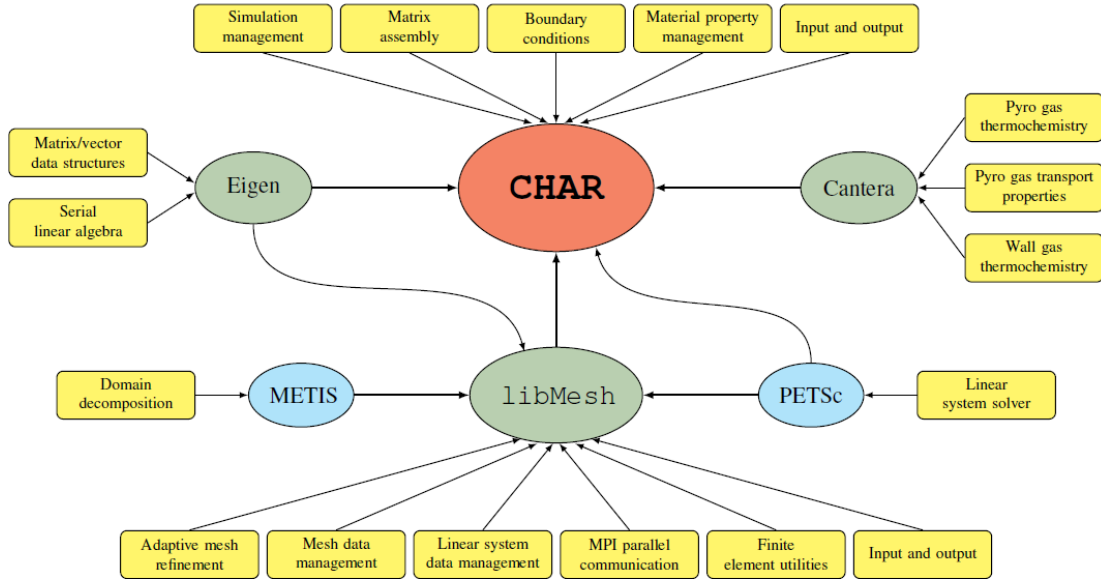 Simulation
management
Matrix
assembly
Boundary
conditions
Material property
management
Input and output
Matrix/vector
data structures
Serial
linear algebra
Eigen
CHAR
Cantera
Pyro gas
thermochemistry
Pyro gas transport
properties
Wall gas
thermochemistry
Domain
decomposition
METIS
libMesh
PETSc
Linear
system solver
Adaptive mesh
refinement
Mesh data
management
Linear system
data management
MPI parallel
communication
Finite
element utilities
Input and output